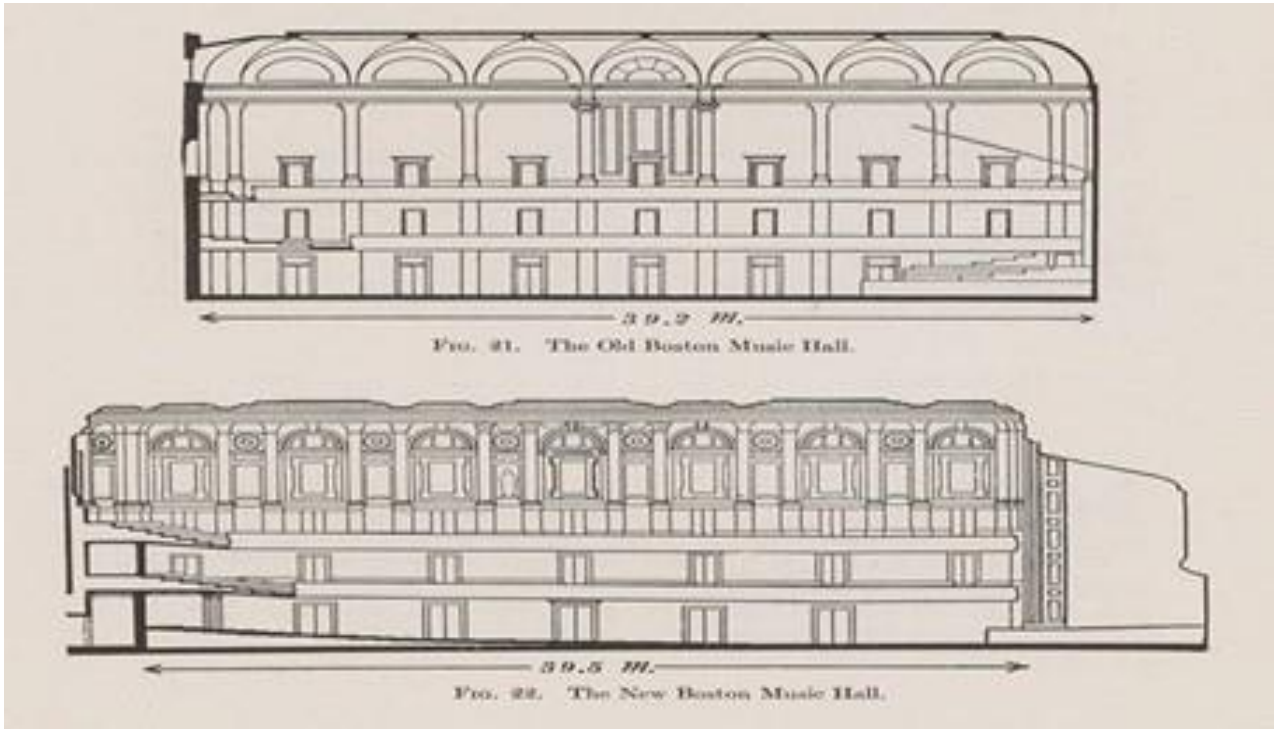 39.2 m.
FIG. 21. The Old Boston Music Hall.
39.5 m.
FIG. 22. The New Boston Music Hall.